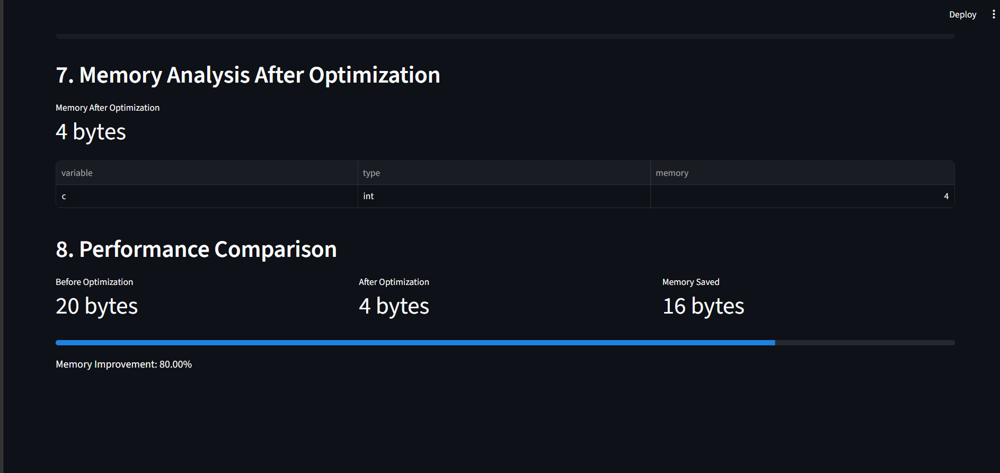 Deploy
7. Memory Analysis After Optimization
Memory After Optimization
4 bytes
variable type memory
c int 4
8. Performance Comparison
Before Optimization After Optimization Memory Saved
20 bytes 4 bytes 16 bytes
Memory Improvement: 80.00%